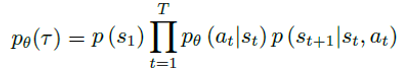 p_θ(τ) = p(s_1) ∏_{t=1}^{T} p_θ(a_t|s_t) p(s_{t+1}|s_t, a_t)